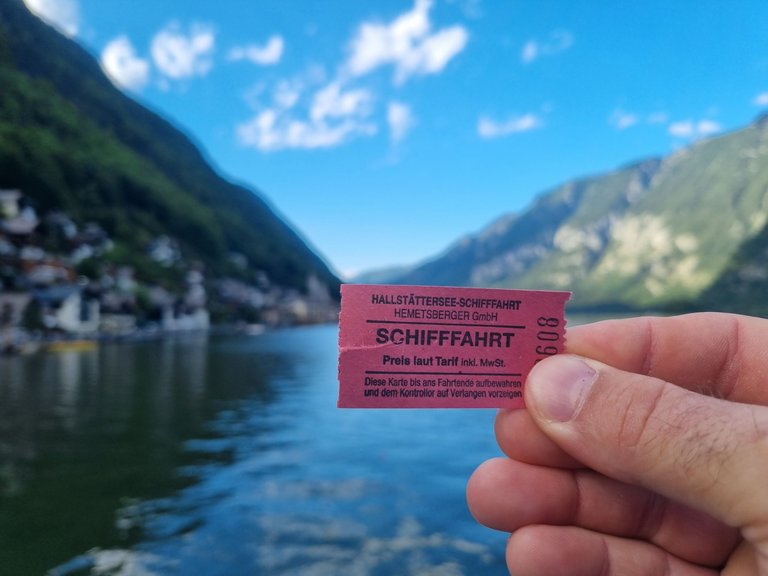 HALLSTÄTTERSEE-SCHIFFFAHRT
HEMETSBERGER GmbH
SCHIFFFAHRT
Preis laut Tarif inkl. MwSt.
Diese Karte bis ans Fahrtende aufbewahren
und dem Kontrollor auf Verlangen vorzeigen